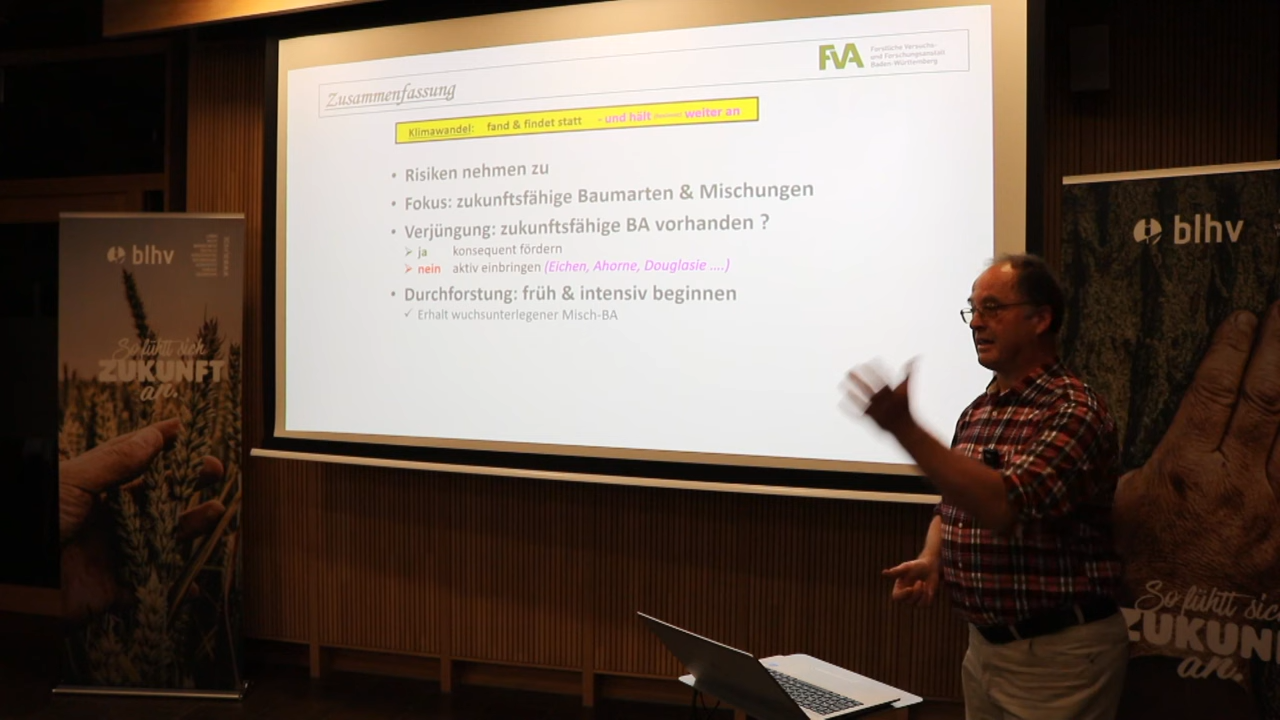 Zusammenfassung
FVA
Forstliche Versuchs-
und Forschungsanstalt
Baden-Württemberg
Klimawandel: fand & findet statt - und hält weiter an
• Risiken nehmen zu
• Fokus: zukunftsfähige Baumarten & Mischungen
• Verjüngung: zukunftsfähige BA vorhanden ?
➢ ja konsequent fördern
➢ nein aktiv einbringen (Eichen, Ahorne, Douglasie ....)
• Durchforstung: früh & intensiv beginnen
✓ Erhalt wuchsunterlegener Misch-BA
blhv
So fühlt sich
ZUKUNFT
an.
blhv
So fühlt sic
ZUKUN
an.